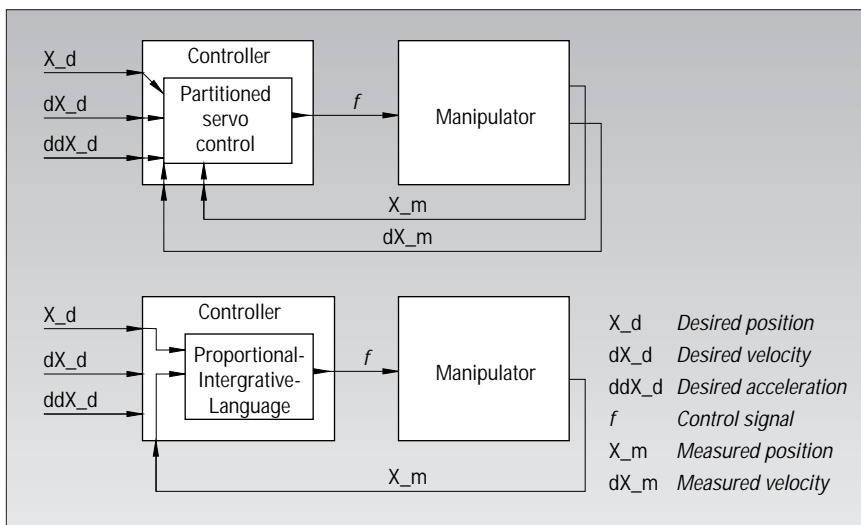 Controller
X_d
dX_d
ddX_d
Partitioned
servo
control
f
Manipulator
X_m
dX_m
Controller
X_d
dX_d
ddX_d
Proportional-
Intergrative-
Language
f
Manipulator
X_m
X_d Desired position
dX_d Desired velocity
ddX_d Desired acceleration
f Control signal
X_m Measured position
dX_m Measured velocity